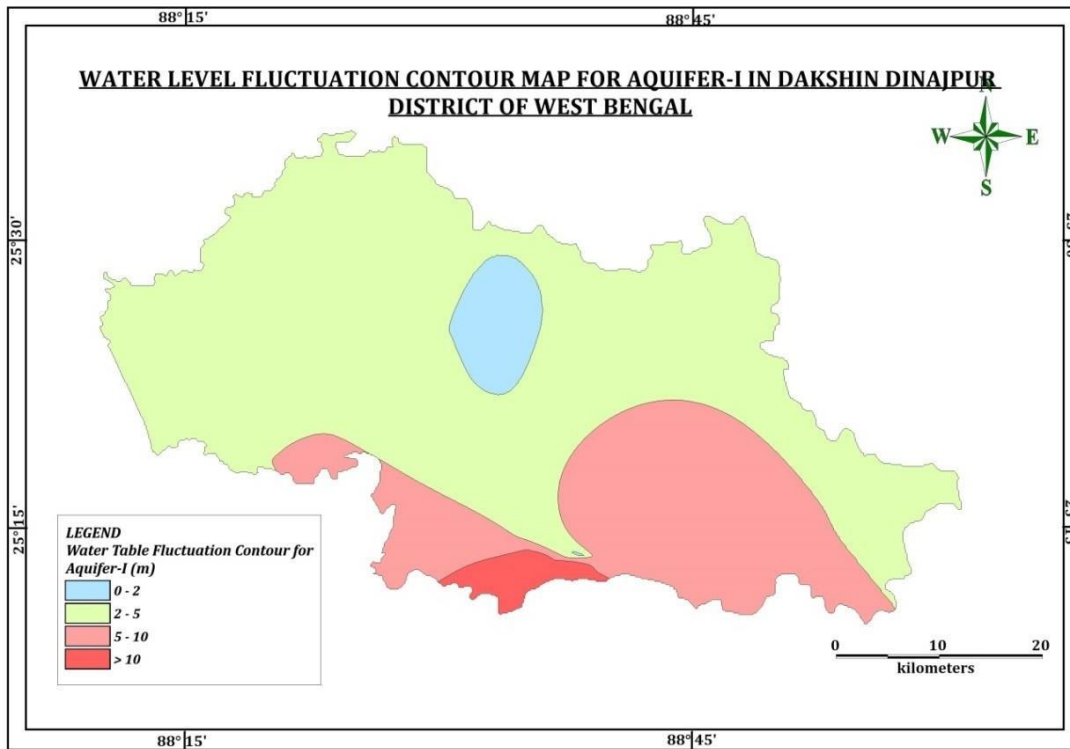 88°15'
88°45'
WATER LEVEL FLUCTUATION CONTOUR MAP FOR AQUIFER-I IN DAKSHIN DINAJPUR
DISTRICT OF WEST BENGAL
N
W
E
S
25°30'
25°15'
LEGEND
Water Table Fluctuation Contour for
Aquifer-I (m)
0 - 2
2 - 5
5 - 10
> 10
0
10
20
kilometers
88°15'
88°45'